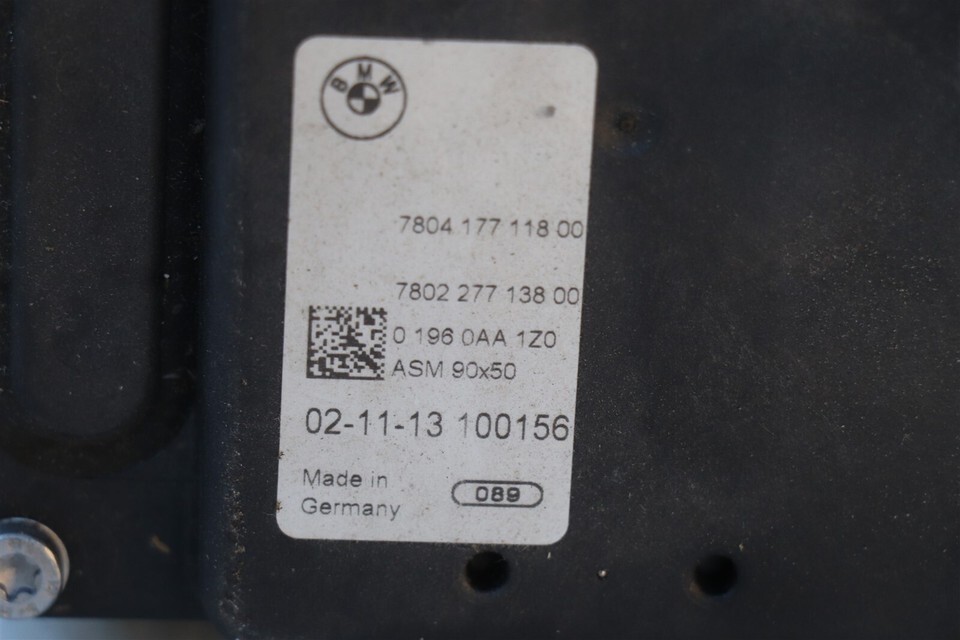 BMW
7804 177 118 00
7802 277 138 00
0 196 0AA 1Z0
ASM 90x50
02-11-13 100156
Made in
Germany
089